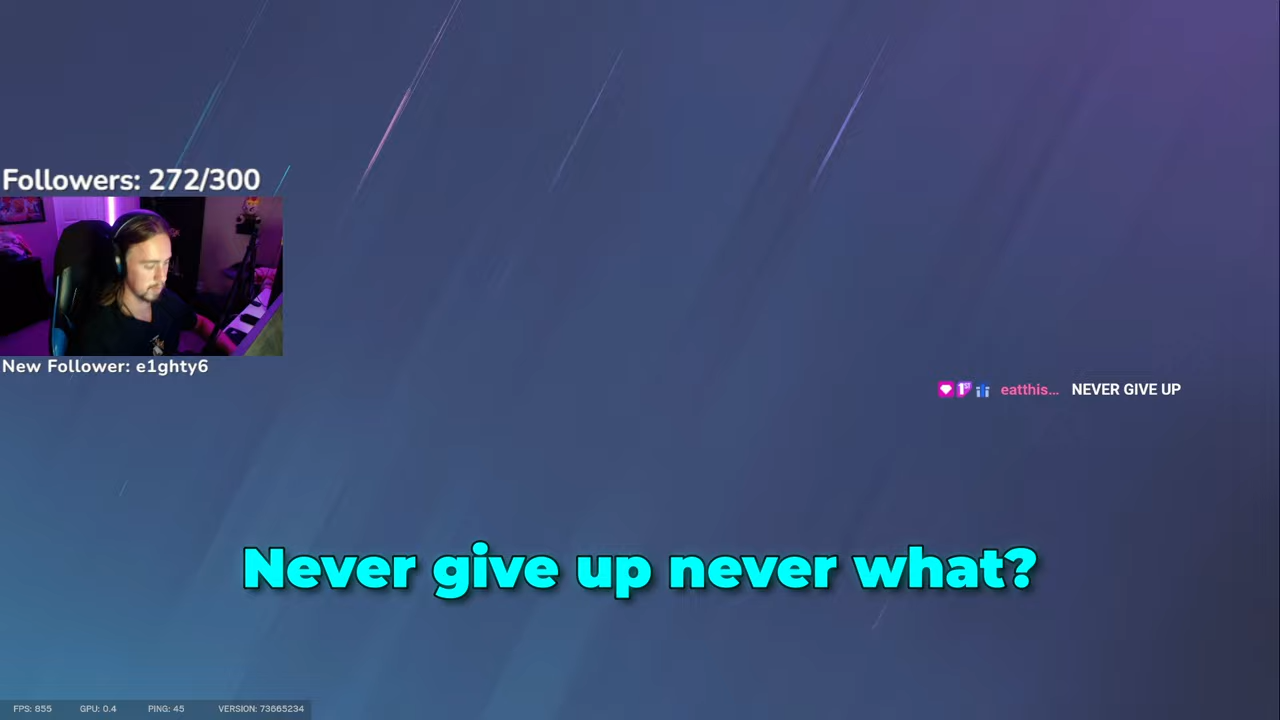 Followers: 272/300
New Follower: e1ghty6
1ST eatthis... NEVER GIVE UP
Never give up never what?
FPS: 855 GPU: 0.4 PING: 45 VERSION: 73665234